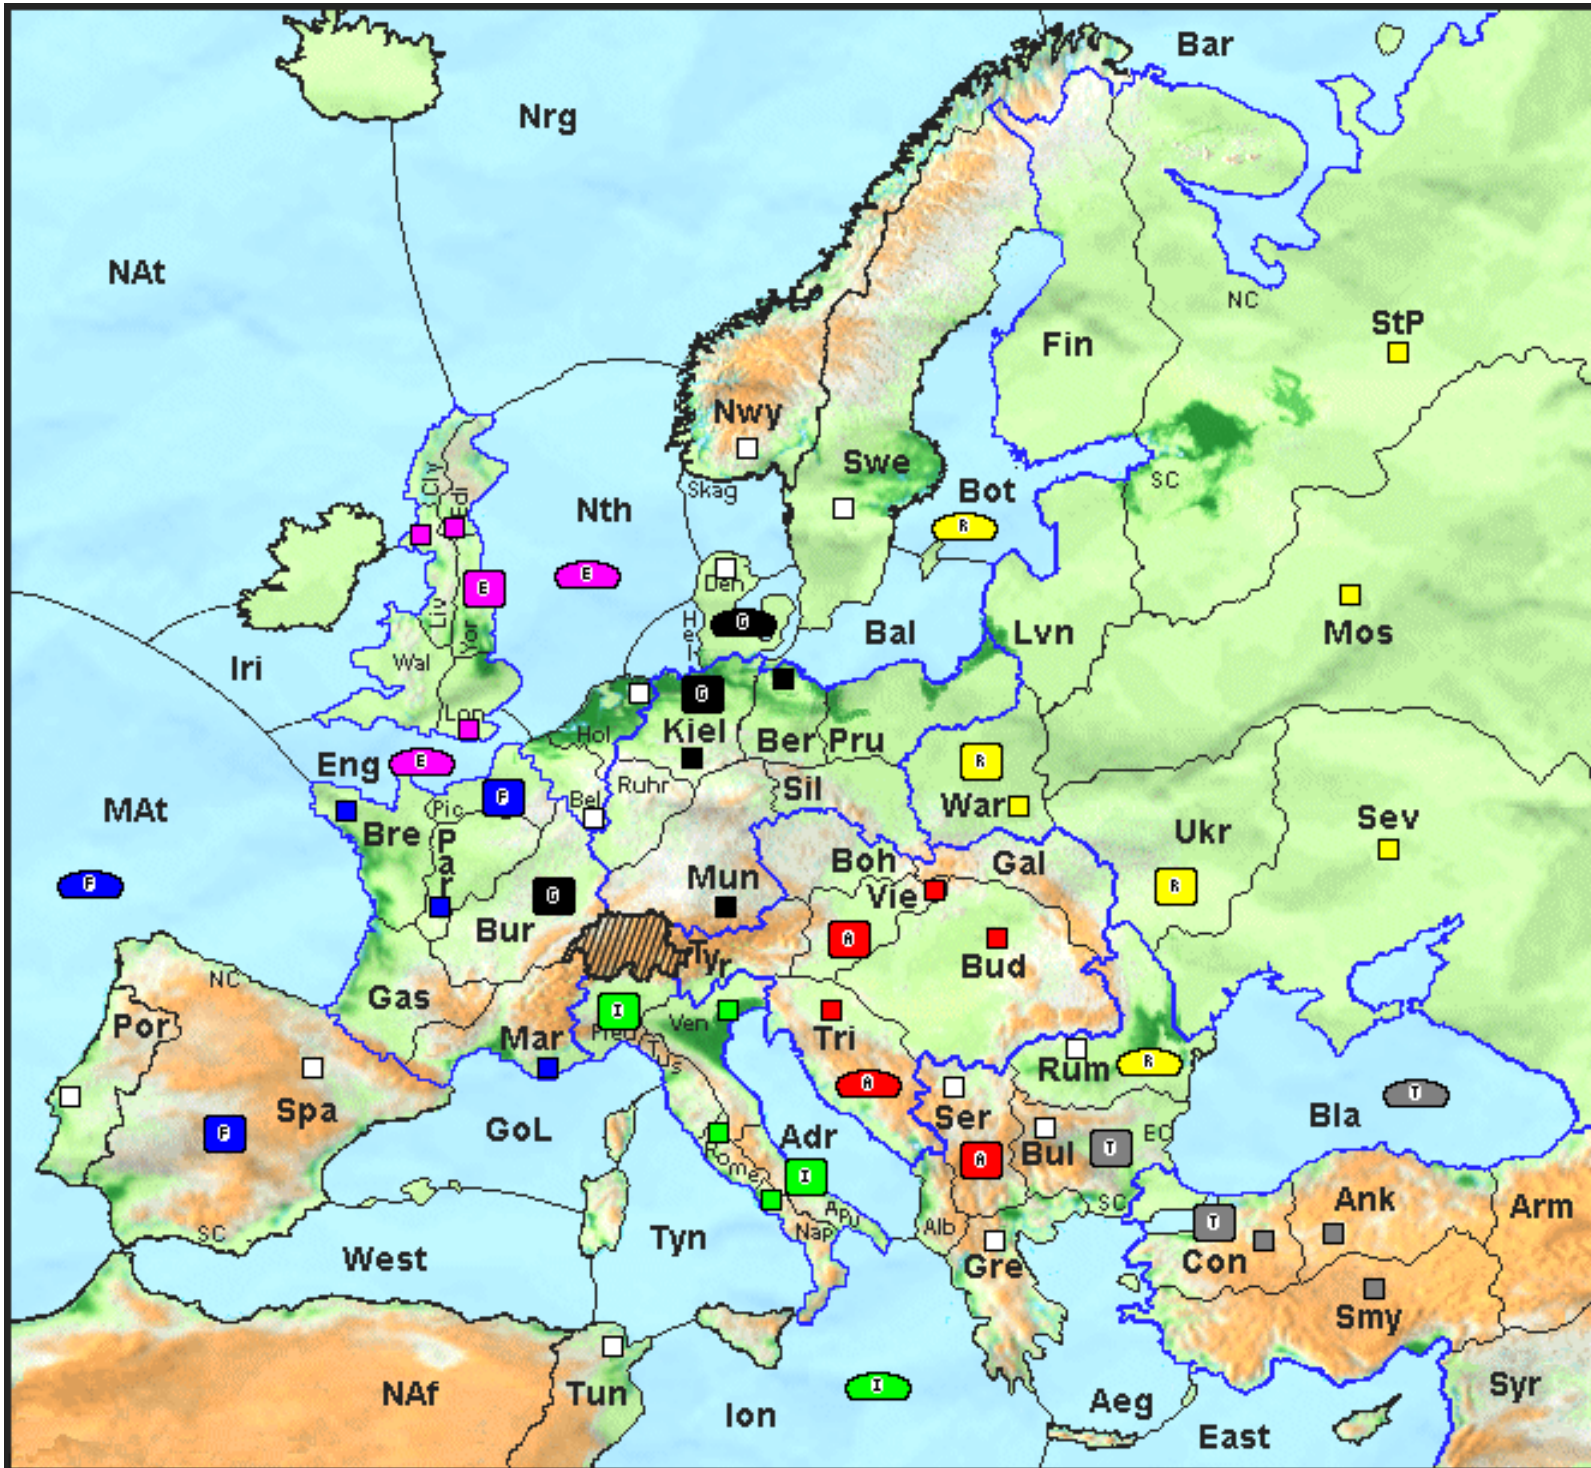 Bar
Nrg
NAt
NC
StP
Fin
Nwy
Swe
SC
Cly
Edi
Skag
Bot
Nth
R
E
E
Den
Mos
Liv
Yor
G
Hel
Bal
Lvn
Iri
Wal
G
Lon
Hol
Kiel
Ber
Pru
Eng
E
R
F
Ruhr
Sil
War
MAt
Pic
Bel
Bre
Par
Ukr
Sev
Boh
Gal
F
G
Mun
Vie
R
Bur
A
Bud
Tyr
NC
Gas
I
Por
Mar
Pied
Ven
Tri
Tus
Rum
R
A
Spa
Ser
T
Bla
F
GoL
Adr
Bul
EC
T
Rome
A
I
Ank
Arm
SC
Apu
SC
Tyn
Nap
Alb
T
West
Gre
Con
Smy
NAf
Tun
I
Ion
Aeg
Syr
East